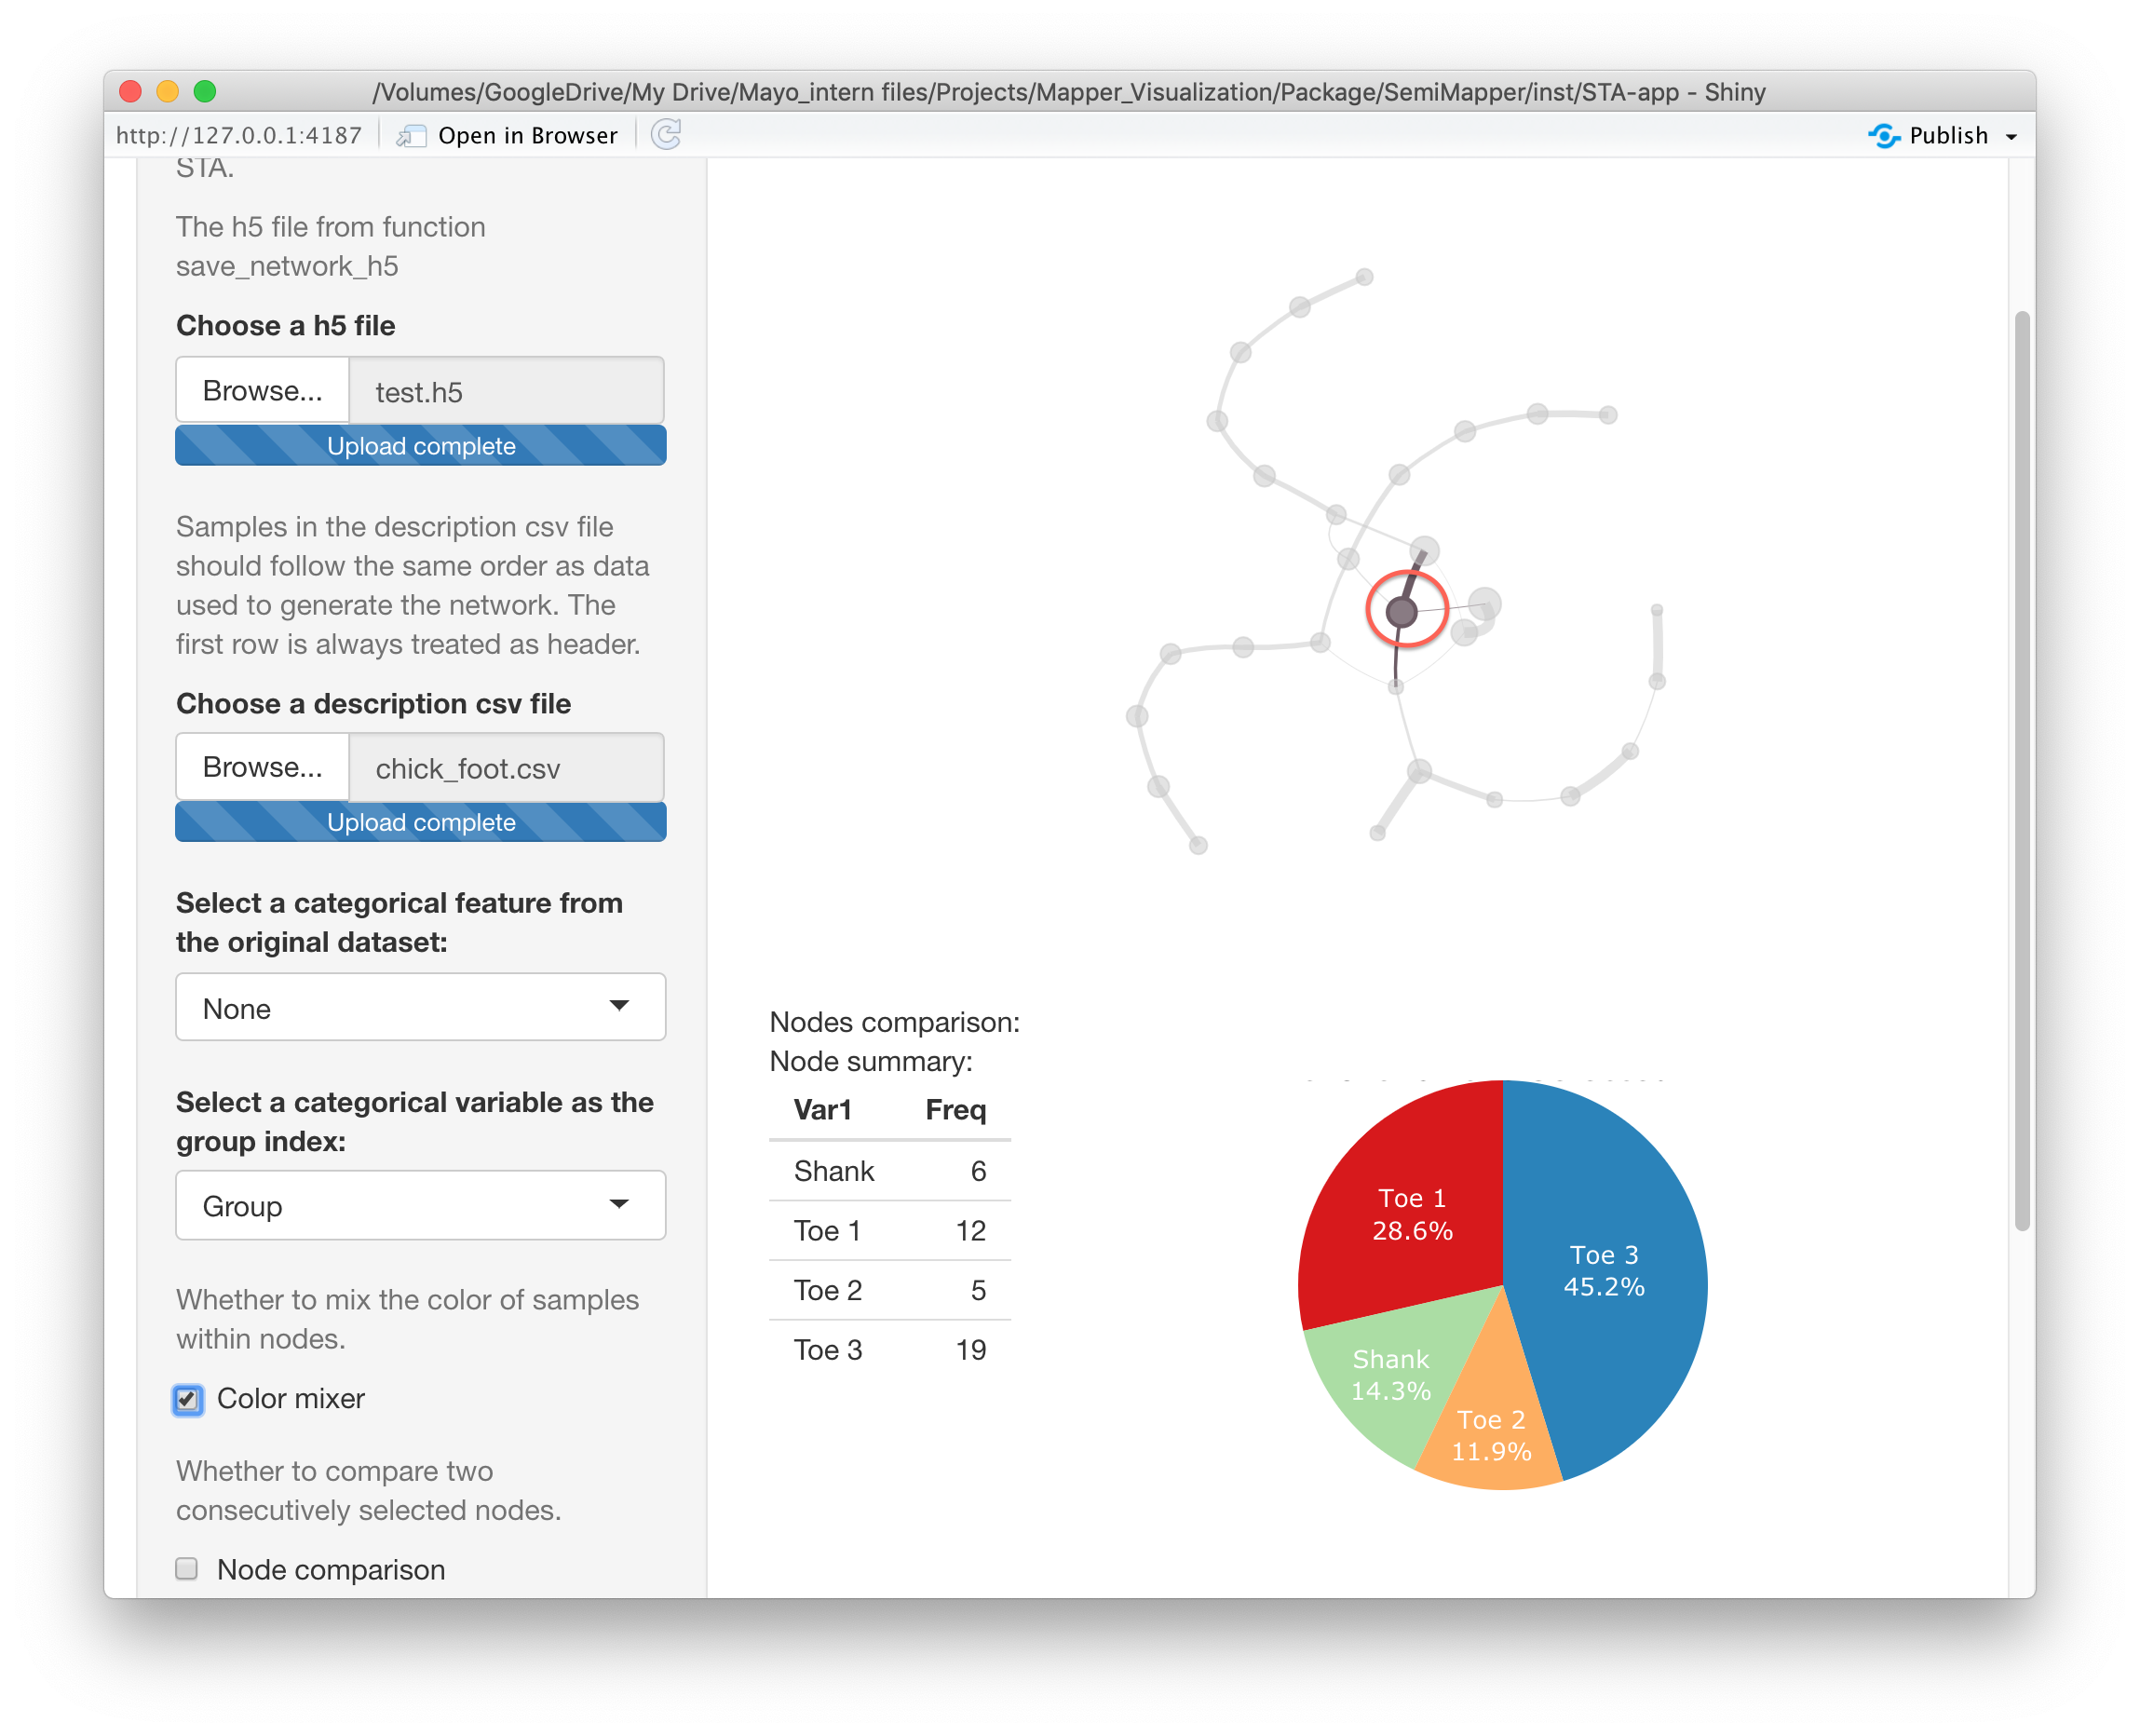 /Volumes/GoogleDrive/My Drive/Mayo_intern files/Projects/Mapper_Visualization/Package/SemiMapper/inst/STA-app - Shiny
http://127.0.0.1:4187
Open in Browser
Publish
STA.
The h5 file from function
save_network_h5
Choose a h5 file
Browse...
test.h5
Upload complete
Samples in the description csv file
should follow the same order as data
used to generate the network. The
first row is always treated as header.
Choose a description csv file
Browse...
chick_foot.csv
Upload complete
Select a categorical feature from
the original dataset:
None
Select a categorical variable as the
group index:
Group
Whether to mix the color of samples
within nodes.
Color mixer
Whether to compare two
consecutively selected nodes.
Node comparison
Nodes comparison:
Node summary:
Var1 Freq
Shank 6
Toe 1 12
Toe 2 5
Toe 3 19
Toe 1
28.6%
Toe 3
45.2%
Shank
14.3%
Toe 2
11.9%